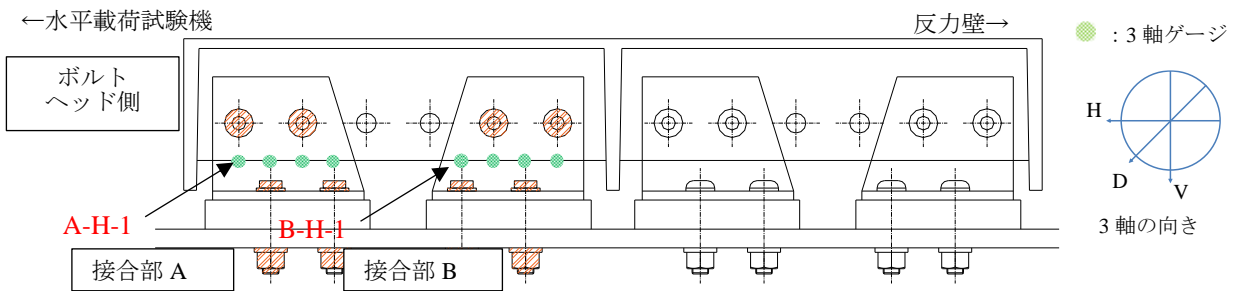 ←水平載荷試験機
反力壁→
：3 軸ゲージ
ボルト
ヘッド側
H
D
V
3 軸の向き
A-H-1
B-H-1
接合部 A
接合部 B